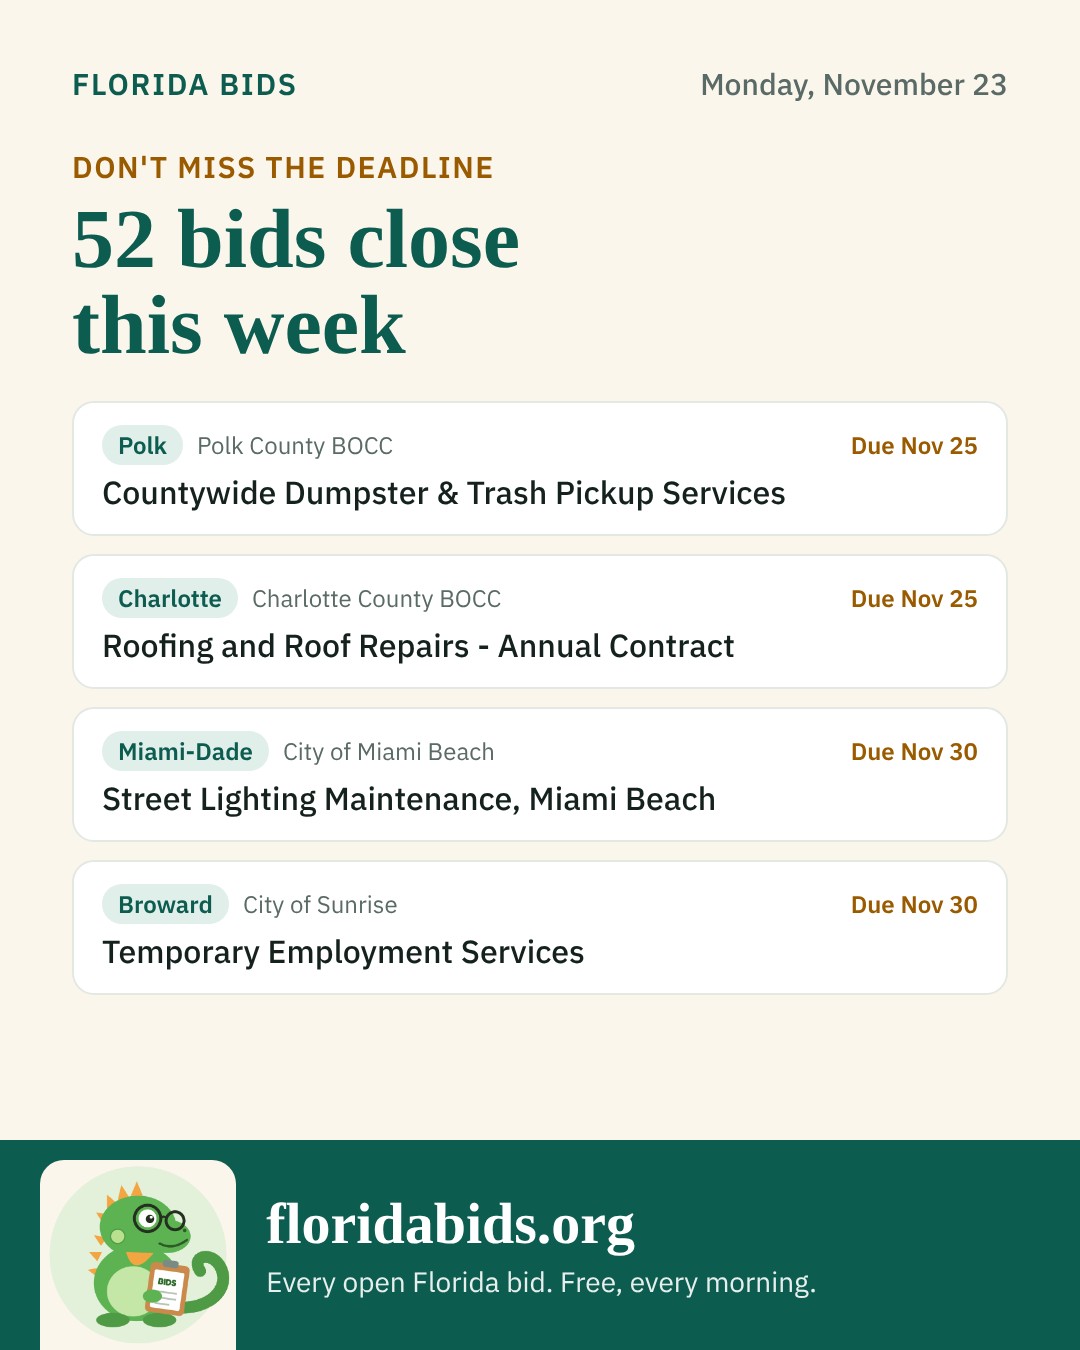 FLORIDA BIDS
Monday, November 23
DON'T MISS THE DEADLINE
52 bids close
this week
Polk Polk County BOCC Due Nov 25
Countywide Dumpster & Trash Pickup Services
Charlotte Charlotte County BOCC Due Nov 25
Roofing and Roof Repairs - Annual Contract
Miami-Dade City of Miami Beach Due Nov 30
Street Lighting Maintenance, Miami Beach
Broward City of Sunrise Due Nov 30
Temporary Employment Services
BIDS
floridabids.org
Every open Florida bid. Free, every morning.